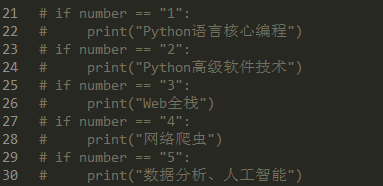 21 # if number == "1":
22 #     print("Python语言核心编程")
23 # if number == "2":
24 #     print("Python高级软件技术")
25 # if number == "3":
26 #     print("Web全栈")
27 # if number == "4":
28 #     print("网络爬虫")
29 # if number == "5":
30 #     print("数据分析、人工智能")